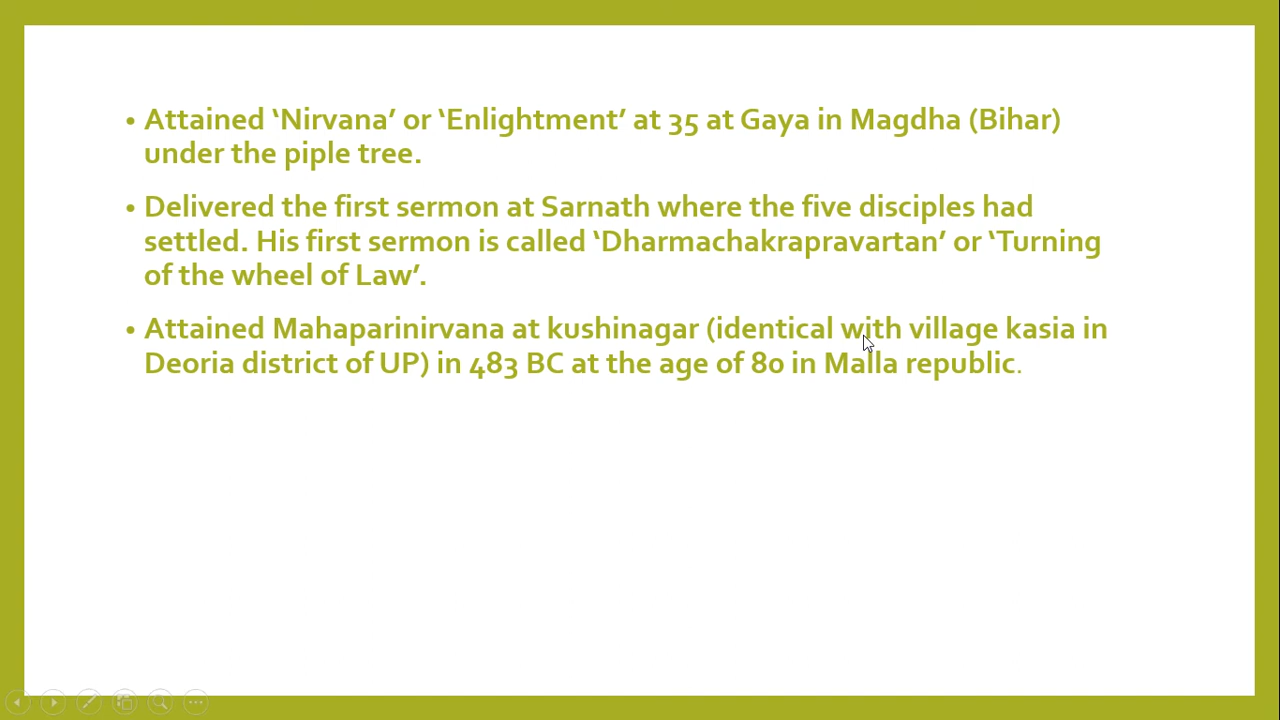 • Attained ‘Nirvana’ or ‘Enlightment’ at 35 at Gaya in Magdha (Bihar)
under the piple tree.
• Delivered the first sermon at Sarnath where the five disciples had
settled. His first sermon is called ‘Dharmachakrapravartan’ or ‘Turning
of the wheel of Law’.
• Attained Mahaparinirvana at kushinagar (identical with village kasia in
Deoria district of UP) in 483 BC at the age of 80 in Malla republic.